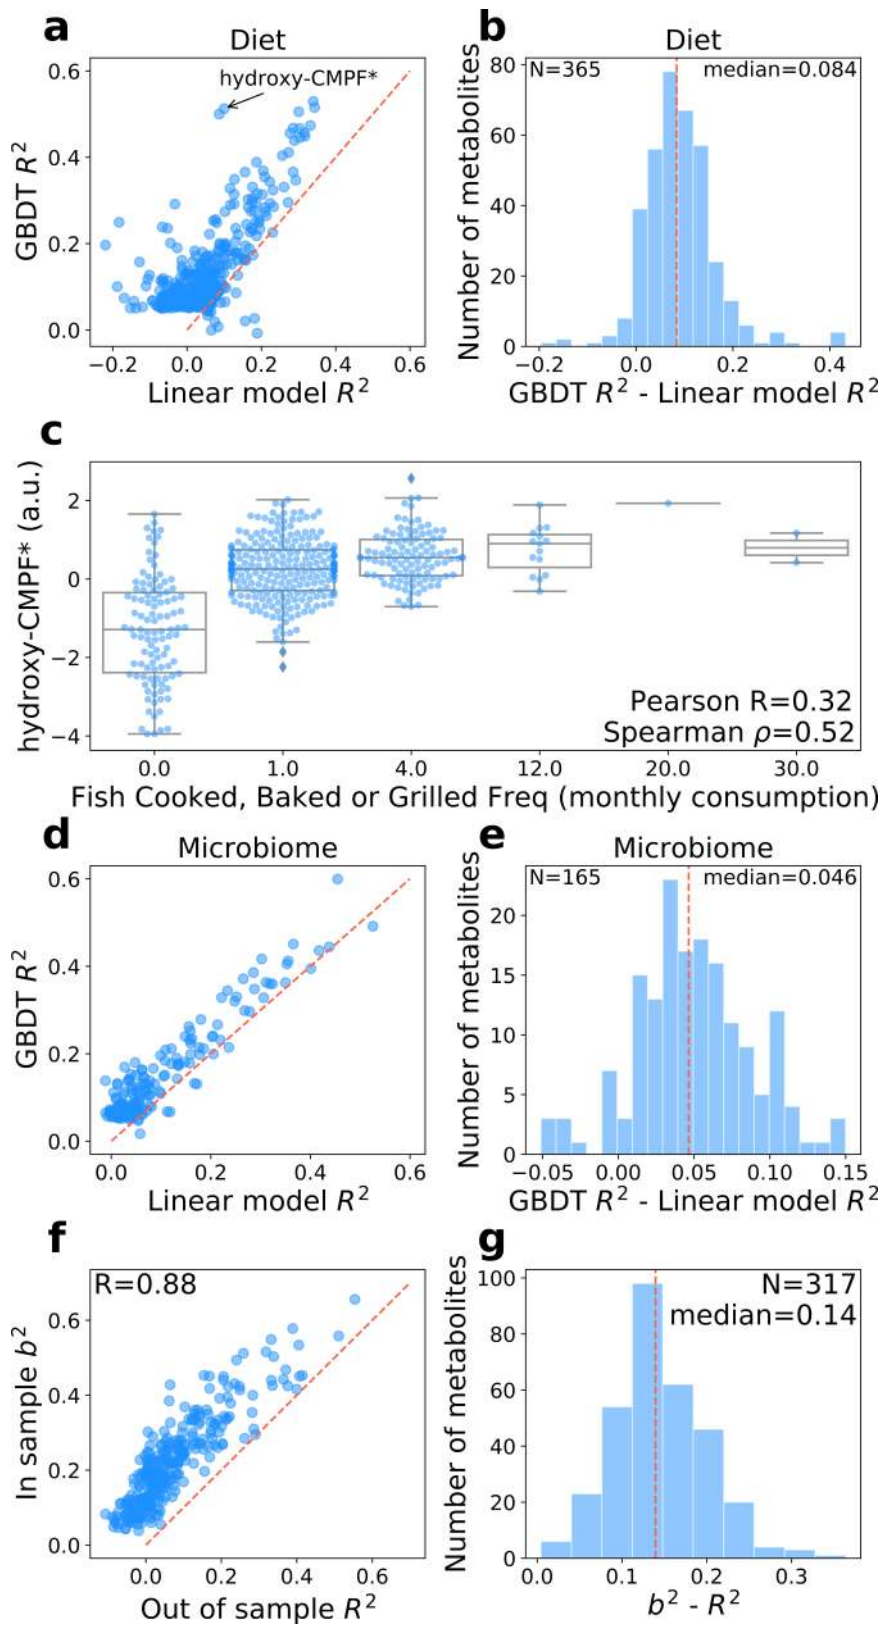 a
Diet
hydroxy-CMPF*
0.6
0.4
0.2
0.0
GBDT R²
−0.2 0.0 0.2 0.4 0.6
Linear model R²
b
Diet
N=365 median=0.084
80
60
40
20
0
Number of metabolites
−0.2 0.0 0.2 0.4
GBDT R² - Linear model R²
c
2
0
−2
−4
hydroxy-CMPF* (a.u.)
Pearson R=0.32
Spearman ρ=0.52
0.0 1.0 4.0 12.0 20.0 30.0
Fish Cooked, Baked or Grilled Freq (monthly consumption)
d
Microbiome
0.6
0.4
0.2
0.0
GBDT R²
0.0 0.2 0.4 0.6
Linear model R²
e
Microbiome
N=165 median=0.046
20
15
10
5
0
Number of metabolites
−0.05 0.00 0.05 0.10 0.15
GBDT R² - Linear model R²
f
R=0.88
0.6
0.4
0.2
0.0
In sample b²
0.0 0.2 0.4 0.6
Out of sample R²
g
N=317
median=0.14
100
80
60
40
20
0
Number of metabolites
0.0 0.1 0.2 0.3
b² - R²